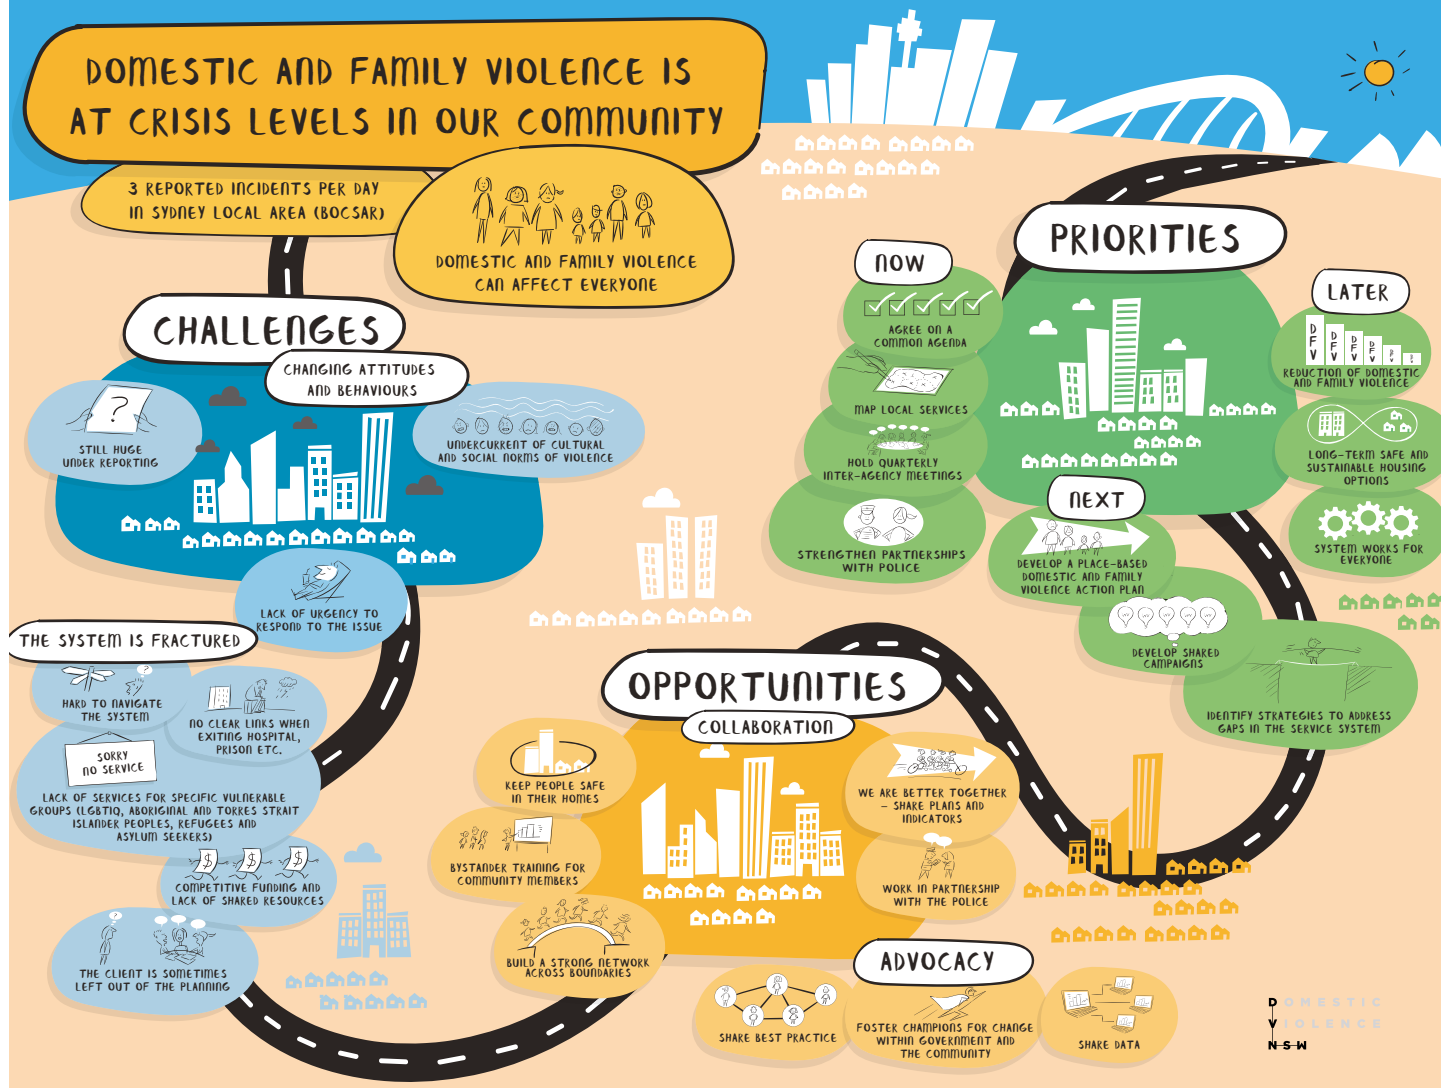 DOMESTIC AND FAMILY VIOLENCE IS
AT CRISIS LEVELS IN OUR COMMUNITY
3 REPORTED INCIDENTS PER DAY
IN SYDNEY LOCAL AREA (BOCSAR)
DOMESTIC AND FAMILY VIOLENCE
CAN AFFECT EVERYONE
CHALLENGES
CHANGING ATTITUDES
AND BEHAVIOURS
?
STILL HUGE
UNDER REPORTING
UNDERCURRENT OF CULTURAL
AND SOCIAL NORMS OF VIOLENCE
LACK OF URGENCY TO
RESPOND TO THE ISSUE
THE SYSTEM IS FRACTURED
?
HARD TO NAVIGATE
THE SYSTEM
NO CLEAR LINKS WHEN
EXITING HOSPITAL,
PRISON ETC.
SORRY
NO SERVICE
LACK OF SERVICES FOR SPECIFIC VULNERABLE
GROUPS (LGBTIQ, ABORIGINAL AND TORRES STRAIT
ISLANDER PEOPLES, REFUGEES AND
ASYLUM SEEKERS)
$ $ $
COMPETITIVE FUNDING AND
LACK OF SHARED RESOURCES
?
THE CLIENT IS SOMETIMES
LEFT OUT OF THE PLANNING
OPPORTUNITIES
COLLABORATION
KEEP PEOPLE SAFE
IN THEIR HOMES
BYSTANDER TRAINING FOR
COMMUNITY MEMBERS
BUILD A STRONG NETWORK
ACROSS BOUNDARIES
WE ARE BETTER TOGETHER
– SHARE PLANS AND
INDICATORS
WORK IN PARTNERSHIP
WITH THE POLICE
ADVOCACY
SHARE BEST PRACTICE
FOSTER CHAMPIONS FOR CHANGE
WITHIN GOVERNMENT AND
THE COMMUNITY
SHARE DATA
PRIORITIES
NOW
AGREE ON A
COMMON AGENDA
MAP LOCAL SERVICES
HOLD QUARTERLY
INTER-AGENCY MEETINGS
STRENGTHEN PARTNERSHIPS
WITH POLICE
NEXT
DEVELOP A PLACE-BASED
DOMESTIC AND FAMILY
VIOLENCE ACTION PLAN
DEVELOP SHARED
CAMPAIGNS
IDENTIFY STRATEGIES TO ADDRESS
GAPS IN THE SERVICE SYSTEM
LATER
DFV DFV DFV DFV
REDUCTION OF DOMESTIC
AND FAMILY VIOLENCE
LONG-TERM SAFE AND
SUSTAINABLE HOUSING
OPTIONS
SYSTEM WORKS FOR
EVERYONE
DOMESTIC
VIOLENCE
NSW